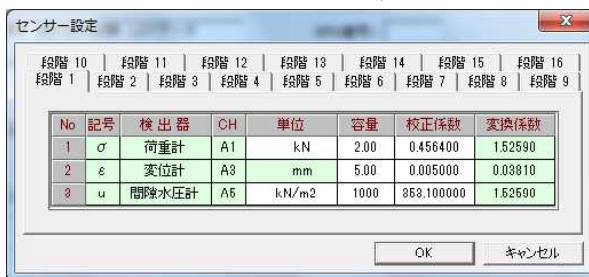 センサー設定
段階 10 段階 11 段階 12 段階 13 段階 14 段階 15 段階 16
段階 1 段階 2 段階 3 段階 4 段階 5 段階 6 段階 7 段階 8 段階 9
No 記号 検出器 CH 単位 容量 校正係数 変換係数
1 σ 荷重計 A1 kN 2.00 0.456400 1.52590
2 ε 変位計 A3 mm 5.00 0.005000 0.03810
3 u 間隙水圧計 A5 kN/m2 1000 353.100000 1.52590
OK キャンセル